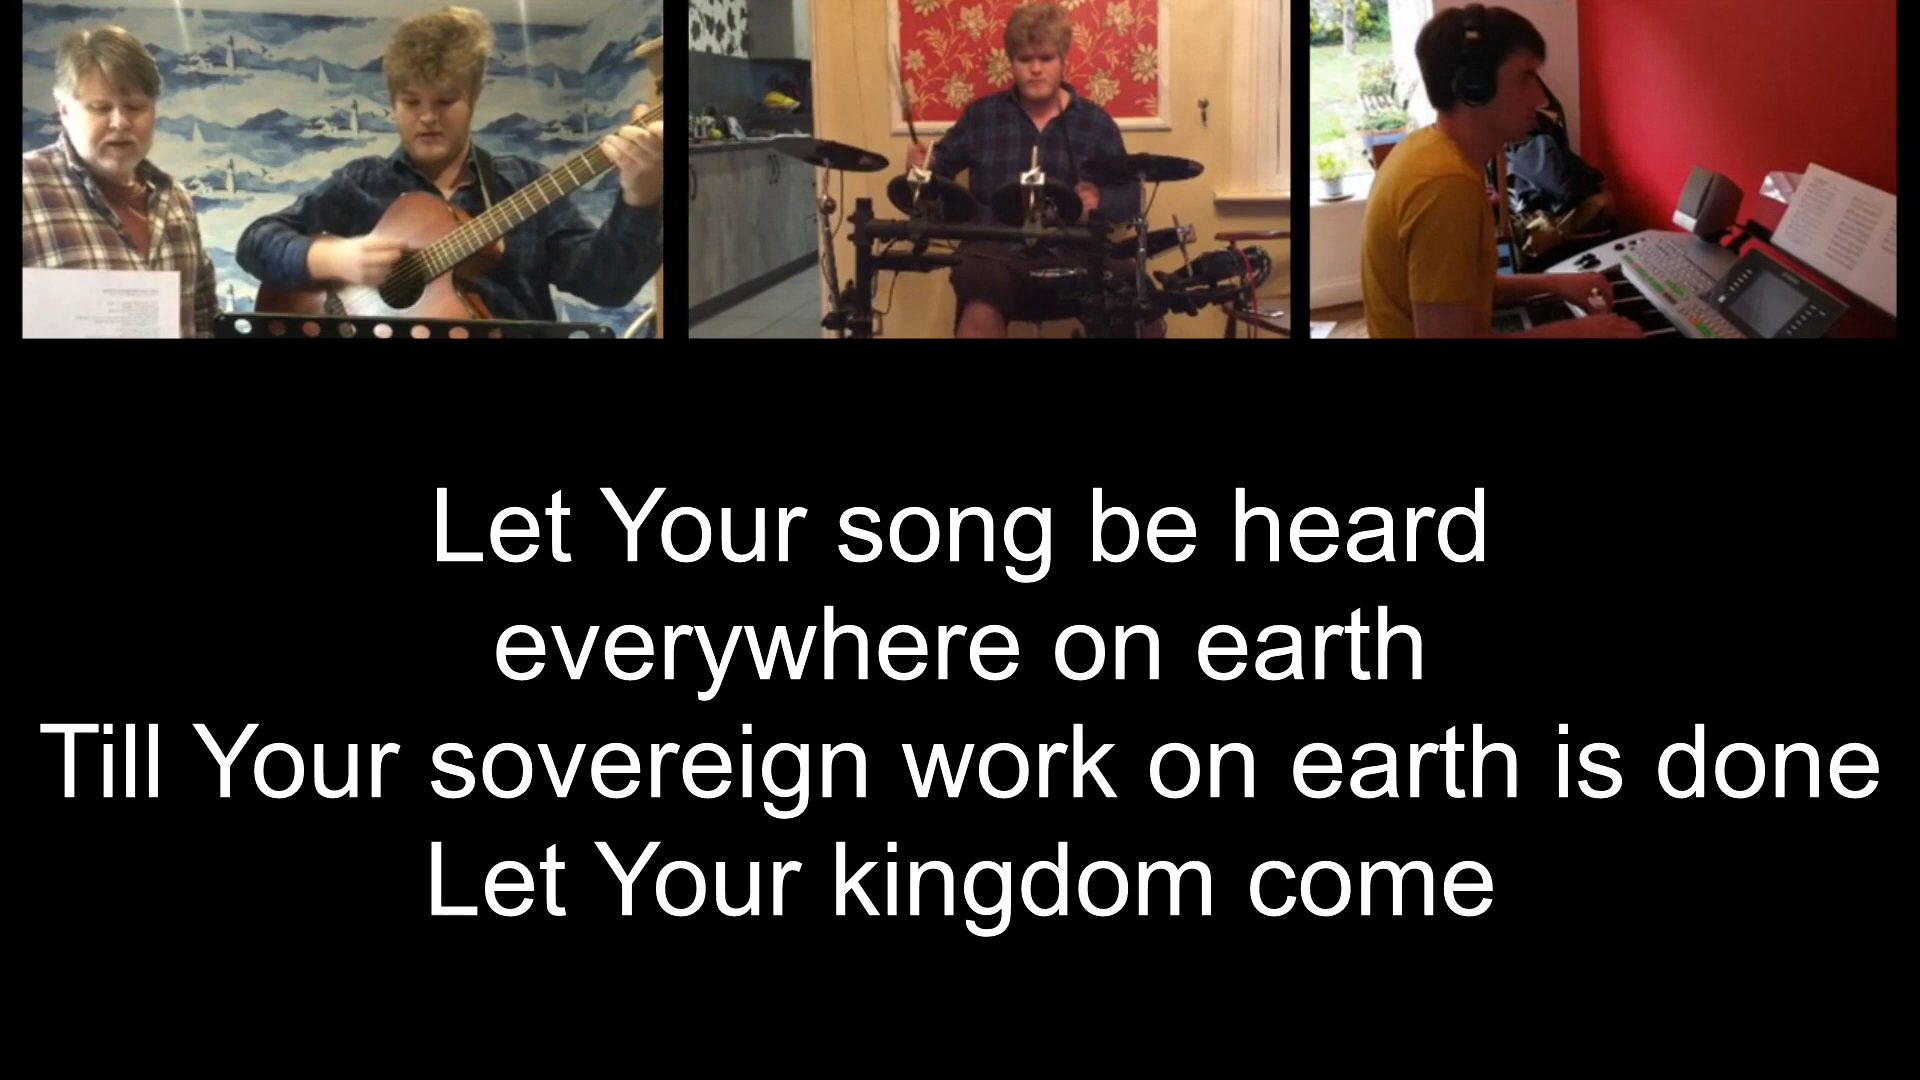 Let Your song be heard
everywhere on earth
Till Your sovereign work on earth is done
Let Your kingdom come